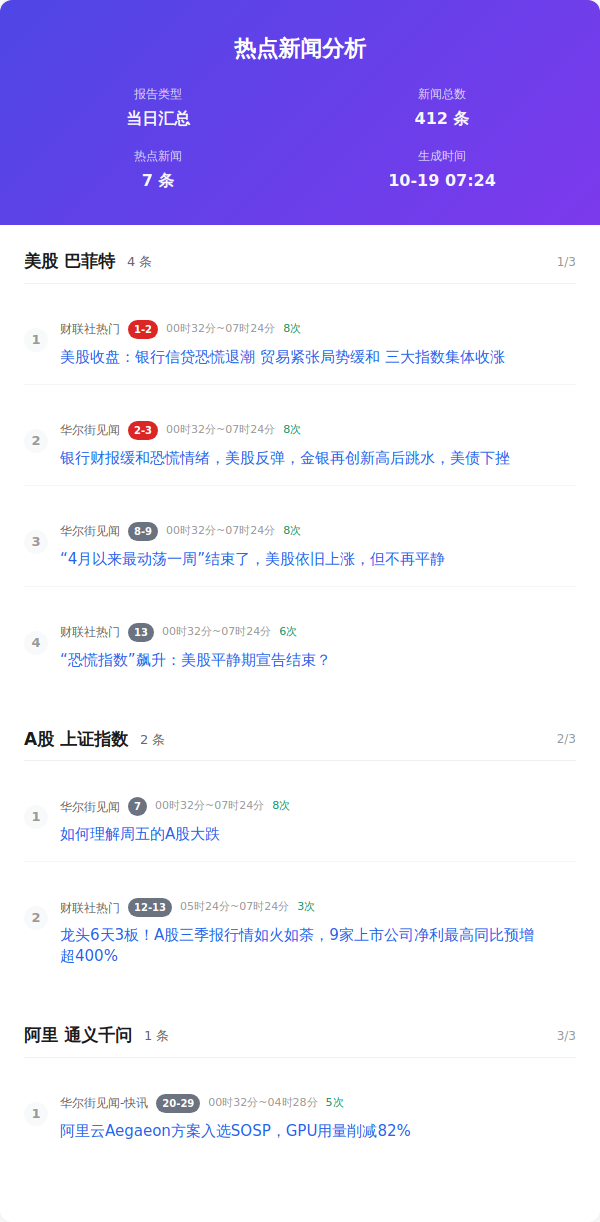 热点新闻分析
报告类型
新闻总数
当日汇总
412 条
热点新闻
生成时间
7 条
10-19 07:24
美股 巴菲特 4 条 1/3
1 财联社热门 1-2 00时32分~07时24分 8次
美股收盘：银行信贷恐慌退潮 贸易紧张局势缓和 三大指数集体收涨
2 华尔街见闻 2-3 00时32分~07时24分 8次
银行财报缓和恐慌情绪，美股反弹，金银再创新高后跳水，美债下挫
3 华尔街见闻 8-9 00时32分~07时24分 8次
“4月以来最动荡一周”结束了，美股依旧上涨，但不再平静
4 财联社热门 13 00时32分~07时24分 6次
“恐慌指数”飙升：美股平静期宣告结束？
A股 上证指数 2 条 2/3
1 华尔街见闻 7 00时32分~07时24分 8次
如何理解周五的A股大跌
2 财联社热门 12-13 05时24分~07时24分 3次
龙头6天3板！A股三季报行情如火如荼，9家上市公司净利最高同比预增
超400%
阿里 通义千问 1 条 3/3
1 华尔街见闻-快讯 20-29 00时32分~04时28分 5次
阿里云Aegaeon方案入选SOSP，GPU用量削减82%